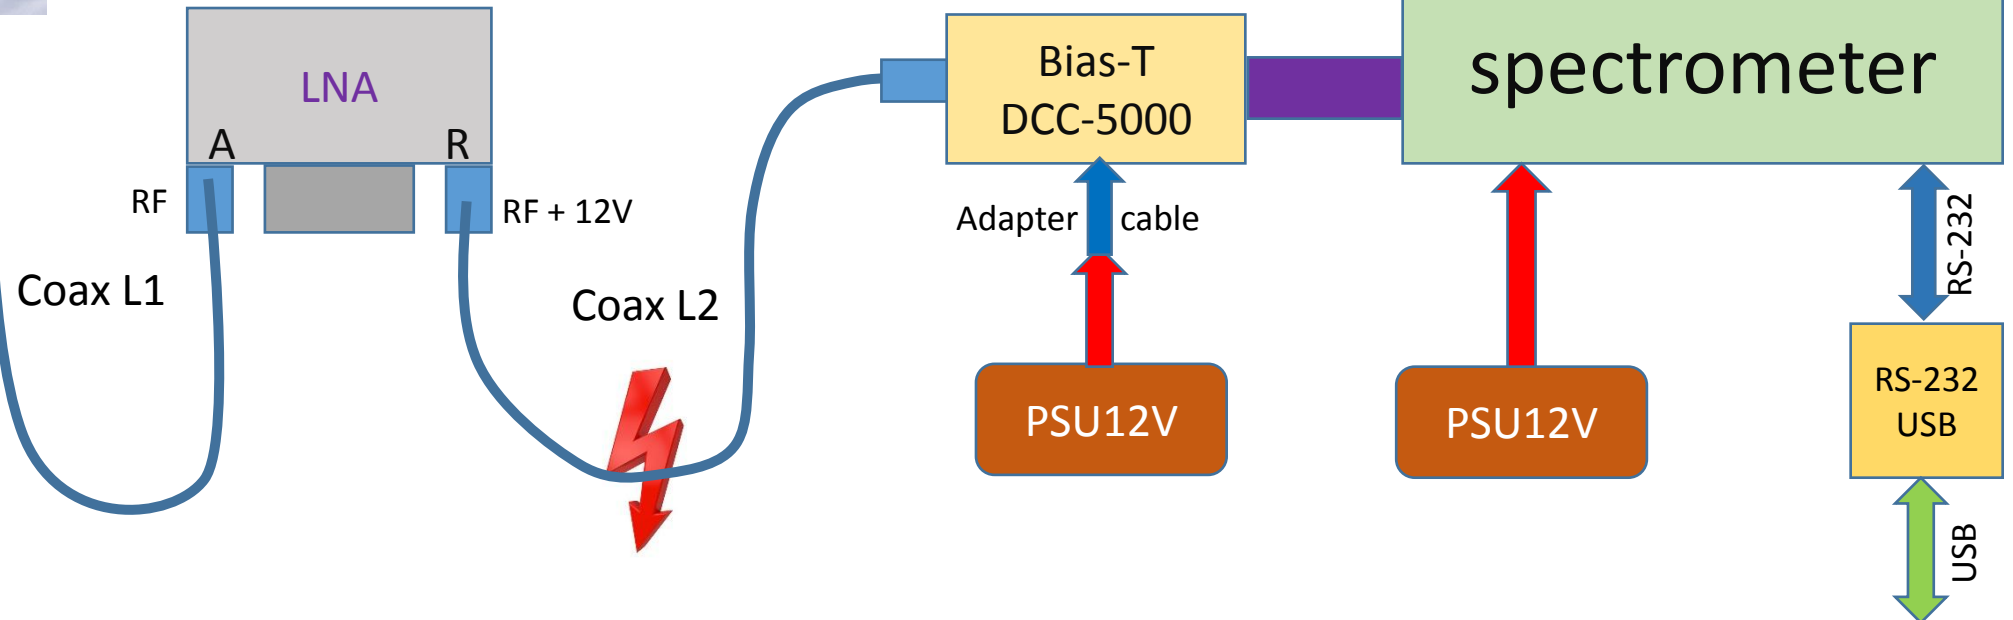 LNA
A
R
RF
RF + 12V
Coax L1
Coax L2
Bias-T
DCC-5000
Adapter cable
PSU12V
spectrometer
PSU12V
RS-232
RS-232
USB
USB